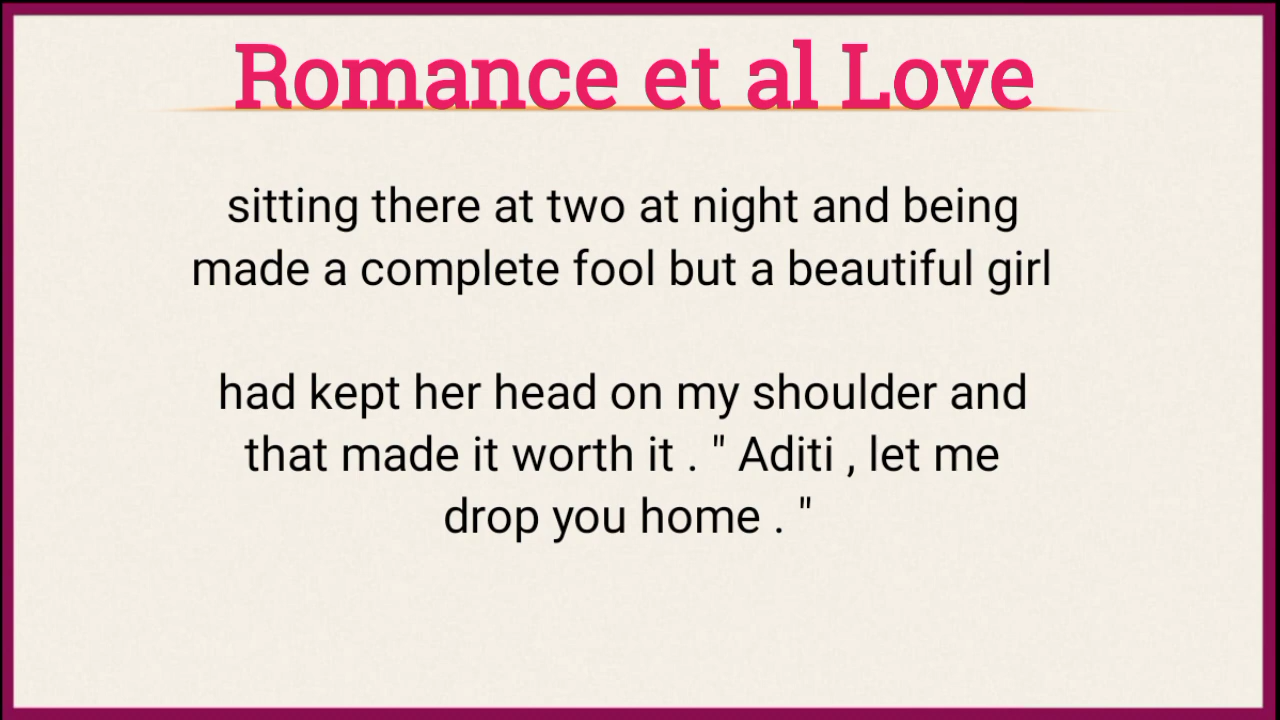 Romance et al Love
sitting there at two at night and being
made a complete fool but a beautiful girl
had kept her head on my shoulder and
that made it worth it . " Aditi , let me
drop you home . "